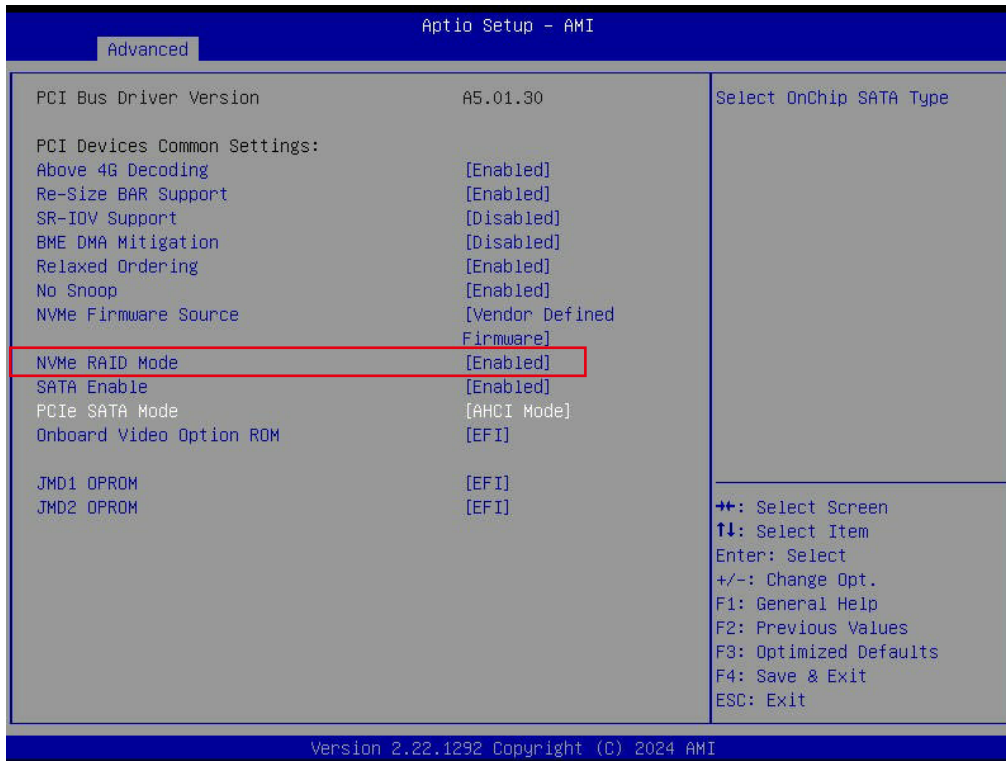 Aptio Setup – AMI
Advanced
PCI Bus Driver Version A5.01.30
PCI Devices Common Settings:
Above 4G Decoding [Enabled]
Re-Size BAR Support [Enabled]
SR-IOV Support [Disabled]
BME DMA Mitigation [Disabled]
Relaxed Ordering [Enabled]
No Snoop [Enabled]
NVMe Firmware Source [Vendor Defined
Firmware]
NVMe RAID Mode [Enabled]
SATA Enable [Enabled]
PCIe SATA Mode [AHCI Mode]
Onboard Video Option ROM [EFI]
JMD1 OPROM [EFI]
JMD2 OPROM [EFI]
Select OnChip SATA Type
→←: Select Screen
↑↓: Select Item
Enter: Select
+/-: Change Opt.
F1: General Help
F2: Previous Values
F3: Optimized Defaults
F4: Save & Exit
ESC: Exit
Version 2.22.1292 Copyright (C) 2024 AMI